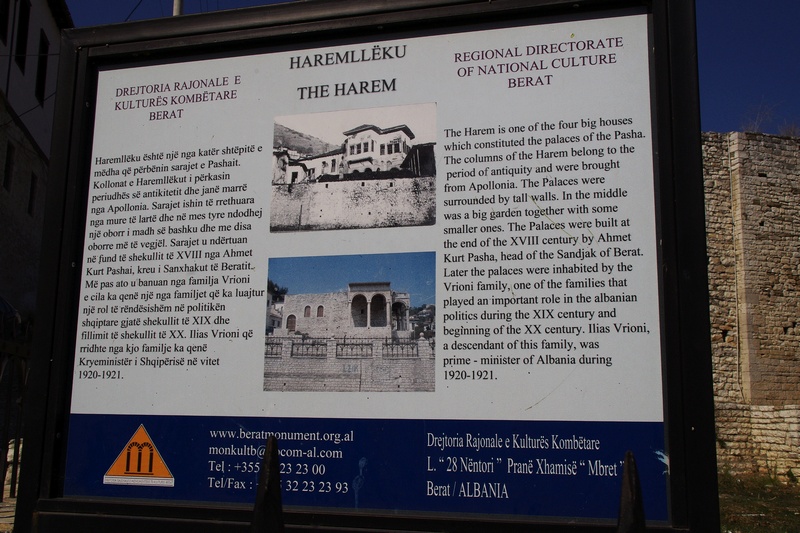 HAREMLLËKU
THE HAREM
DREJTORIA RAJONALE E
KULTURËS KOMBËTARE
BERAT
Haremllëku është një nga katër shtëpitë e
mëdha që përbënin sarajet e Pashait.
Kollonat e Haremllëkut i përkasin
periudhës së antikitetit dhe janë marrë
nga Apollonia. Sarajet ishin të rrethuara
nga mure të lartë dhe në mes tyre ndodhej
një oborr i madh së bashku dhe me disa
oborre më të vegjël. Sarajet u ndërtuan
në fund të shekullit të XVIII nga Ahmet
Kurt Pashai, kreu i Sanxhakut të Beratit.
Më pas ato u banuan nga familja Vrioni
e cila ka qenë një nga familjet që ka luajtur
një rol të rëndësishëm në politikën
shqiptare gjatë shekullit të XIX dhe
fillimit të shekullit të XX. Ilias Vrioni që
rridhte nga kjo familje ka qenë
Kryeministër i Shqipërisë në vitet
1920-1921.
REGIONAL DIRECTORATE
OF NATIONAL CULTURE
BERAT
The Harem is one of the four big houses
which constituted the palaces of the Pasha.
The columns of the Harem belong to the
period of antiquity and were brought
from Apollonia. The Palaces were
surrounded by tall walls. In the middle
was a big garden together with some
smaller ones. The Palaces were built at
the end of the XVIII century by Ahmet
Kurt Pasha, head of the Sandjak of Berat.
Later the palaces were inhabited by the
Vrioni family, one of the families that
played an important role in the albanian
politics during the XIX century and
beginning of the XX century. Ilias Vrioni,
a descendant of this family, was
prime - minister of Albania during
1920-1921.
www.beratmonument.org.al
Tel : +355 23 23 00
Tel/Fax : 32 23 23 93
Drejtoria Rajonale e Kulturës Kombëtare
L. “ 28 Nëntori ” Pranë Xhamisë “ Mbret ”
Berat / ALBANIA